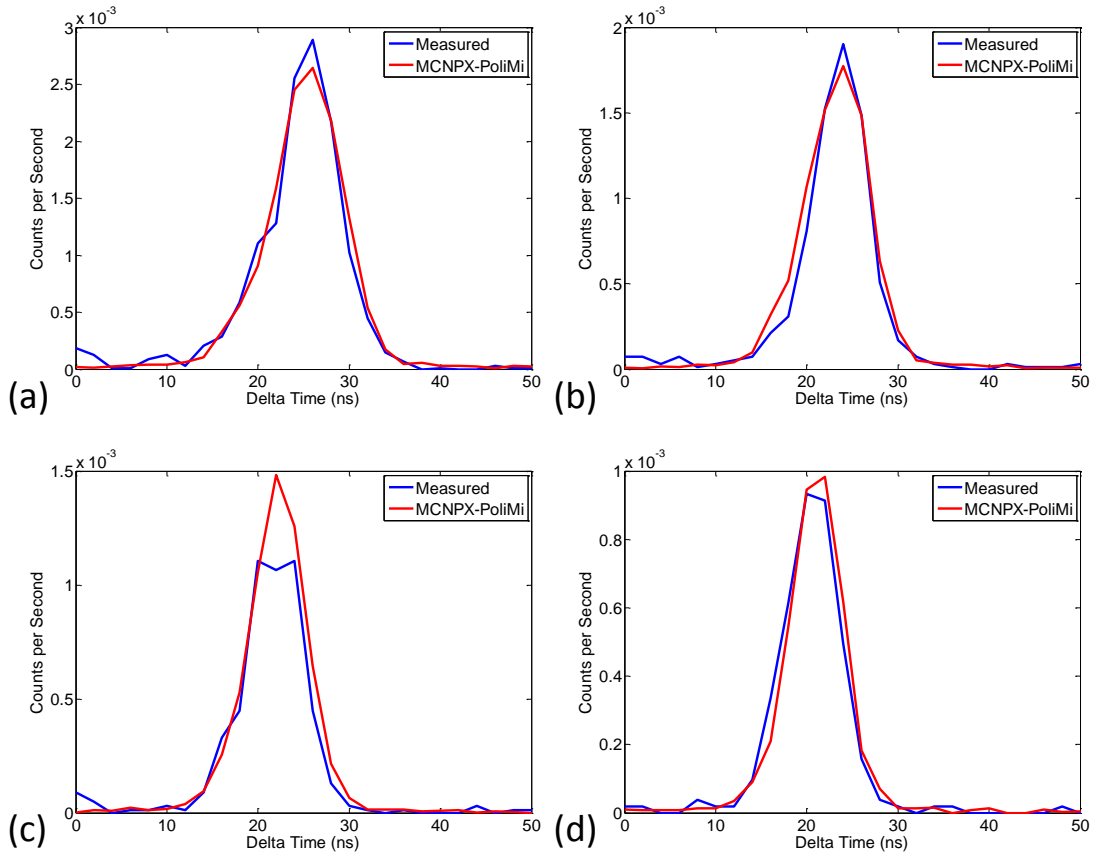 x 10⁻³
3
2.5
2
1.5
1
0.5
0
0 10 20 30 40 50
Counts per Second
Delta Time (ns)
Measured
MCNPX-PoliMi
(a)
x 10⁻³
2
1.5
1
0.5
0
0 10 20 30 40 50
Counts per Second
Delta Time (ns)
Measured
MCNPX-PoliMi
(b)
x 10⁻³
1.5
1
0.5
0
0 10 20 30 40 50
Counts per Second
Delta Time (ns)
Measured
MCNPX-PoliMi
(c)
x 10⁻³
1
0.8
0.6
0.4
0.2
0
0 10 20 30 40 50
Counts per Second
Delta Time (ns)
Measured
MCNPX-PoliMi
(d)